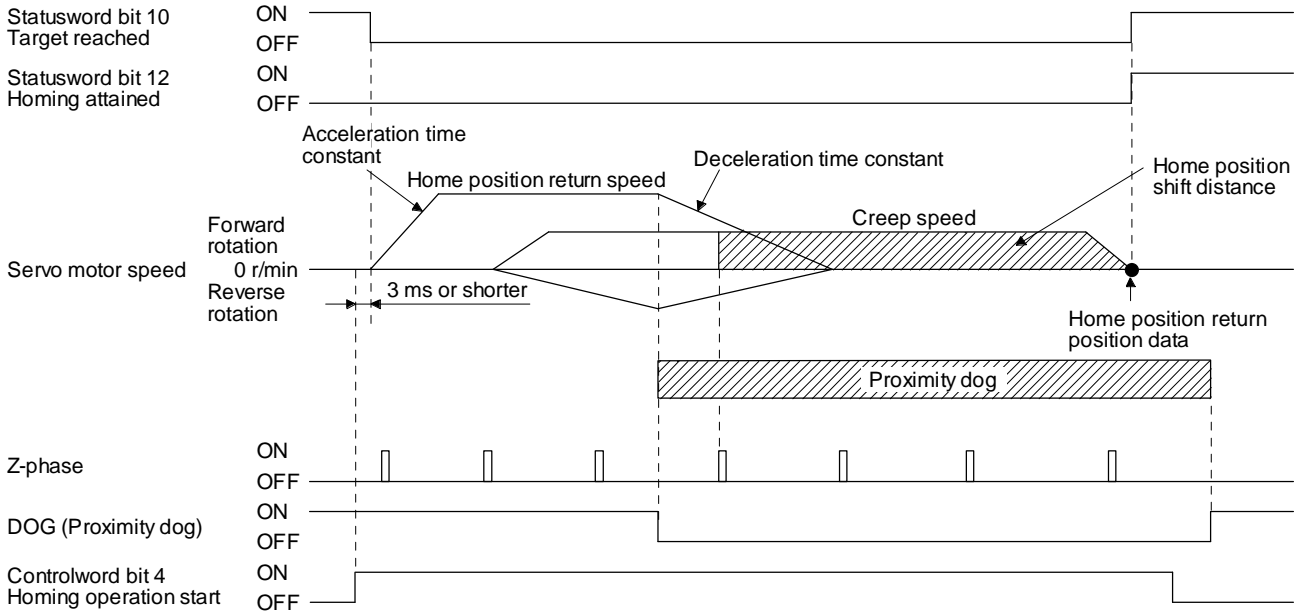 Statusword bit 10
Target reached
ON
OFF
Statusword bit 12
Homing attained
ON
OFF
Acceleration time
constant
Home position return speed
Deceleration time constant
Creep speed
Home position
shift distance
Servo motor speed
Forward
rotation
0 r/min
Reverse
rotation
3 ms or shorter
Home position return
position data
Proximity dog
Z-phase
ON
OFF
DOG (Proximity dog)
ON
OFF
Controlword bit 4
Homing operation start
ON
OFF